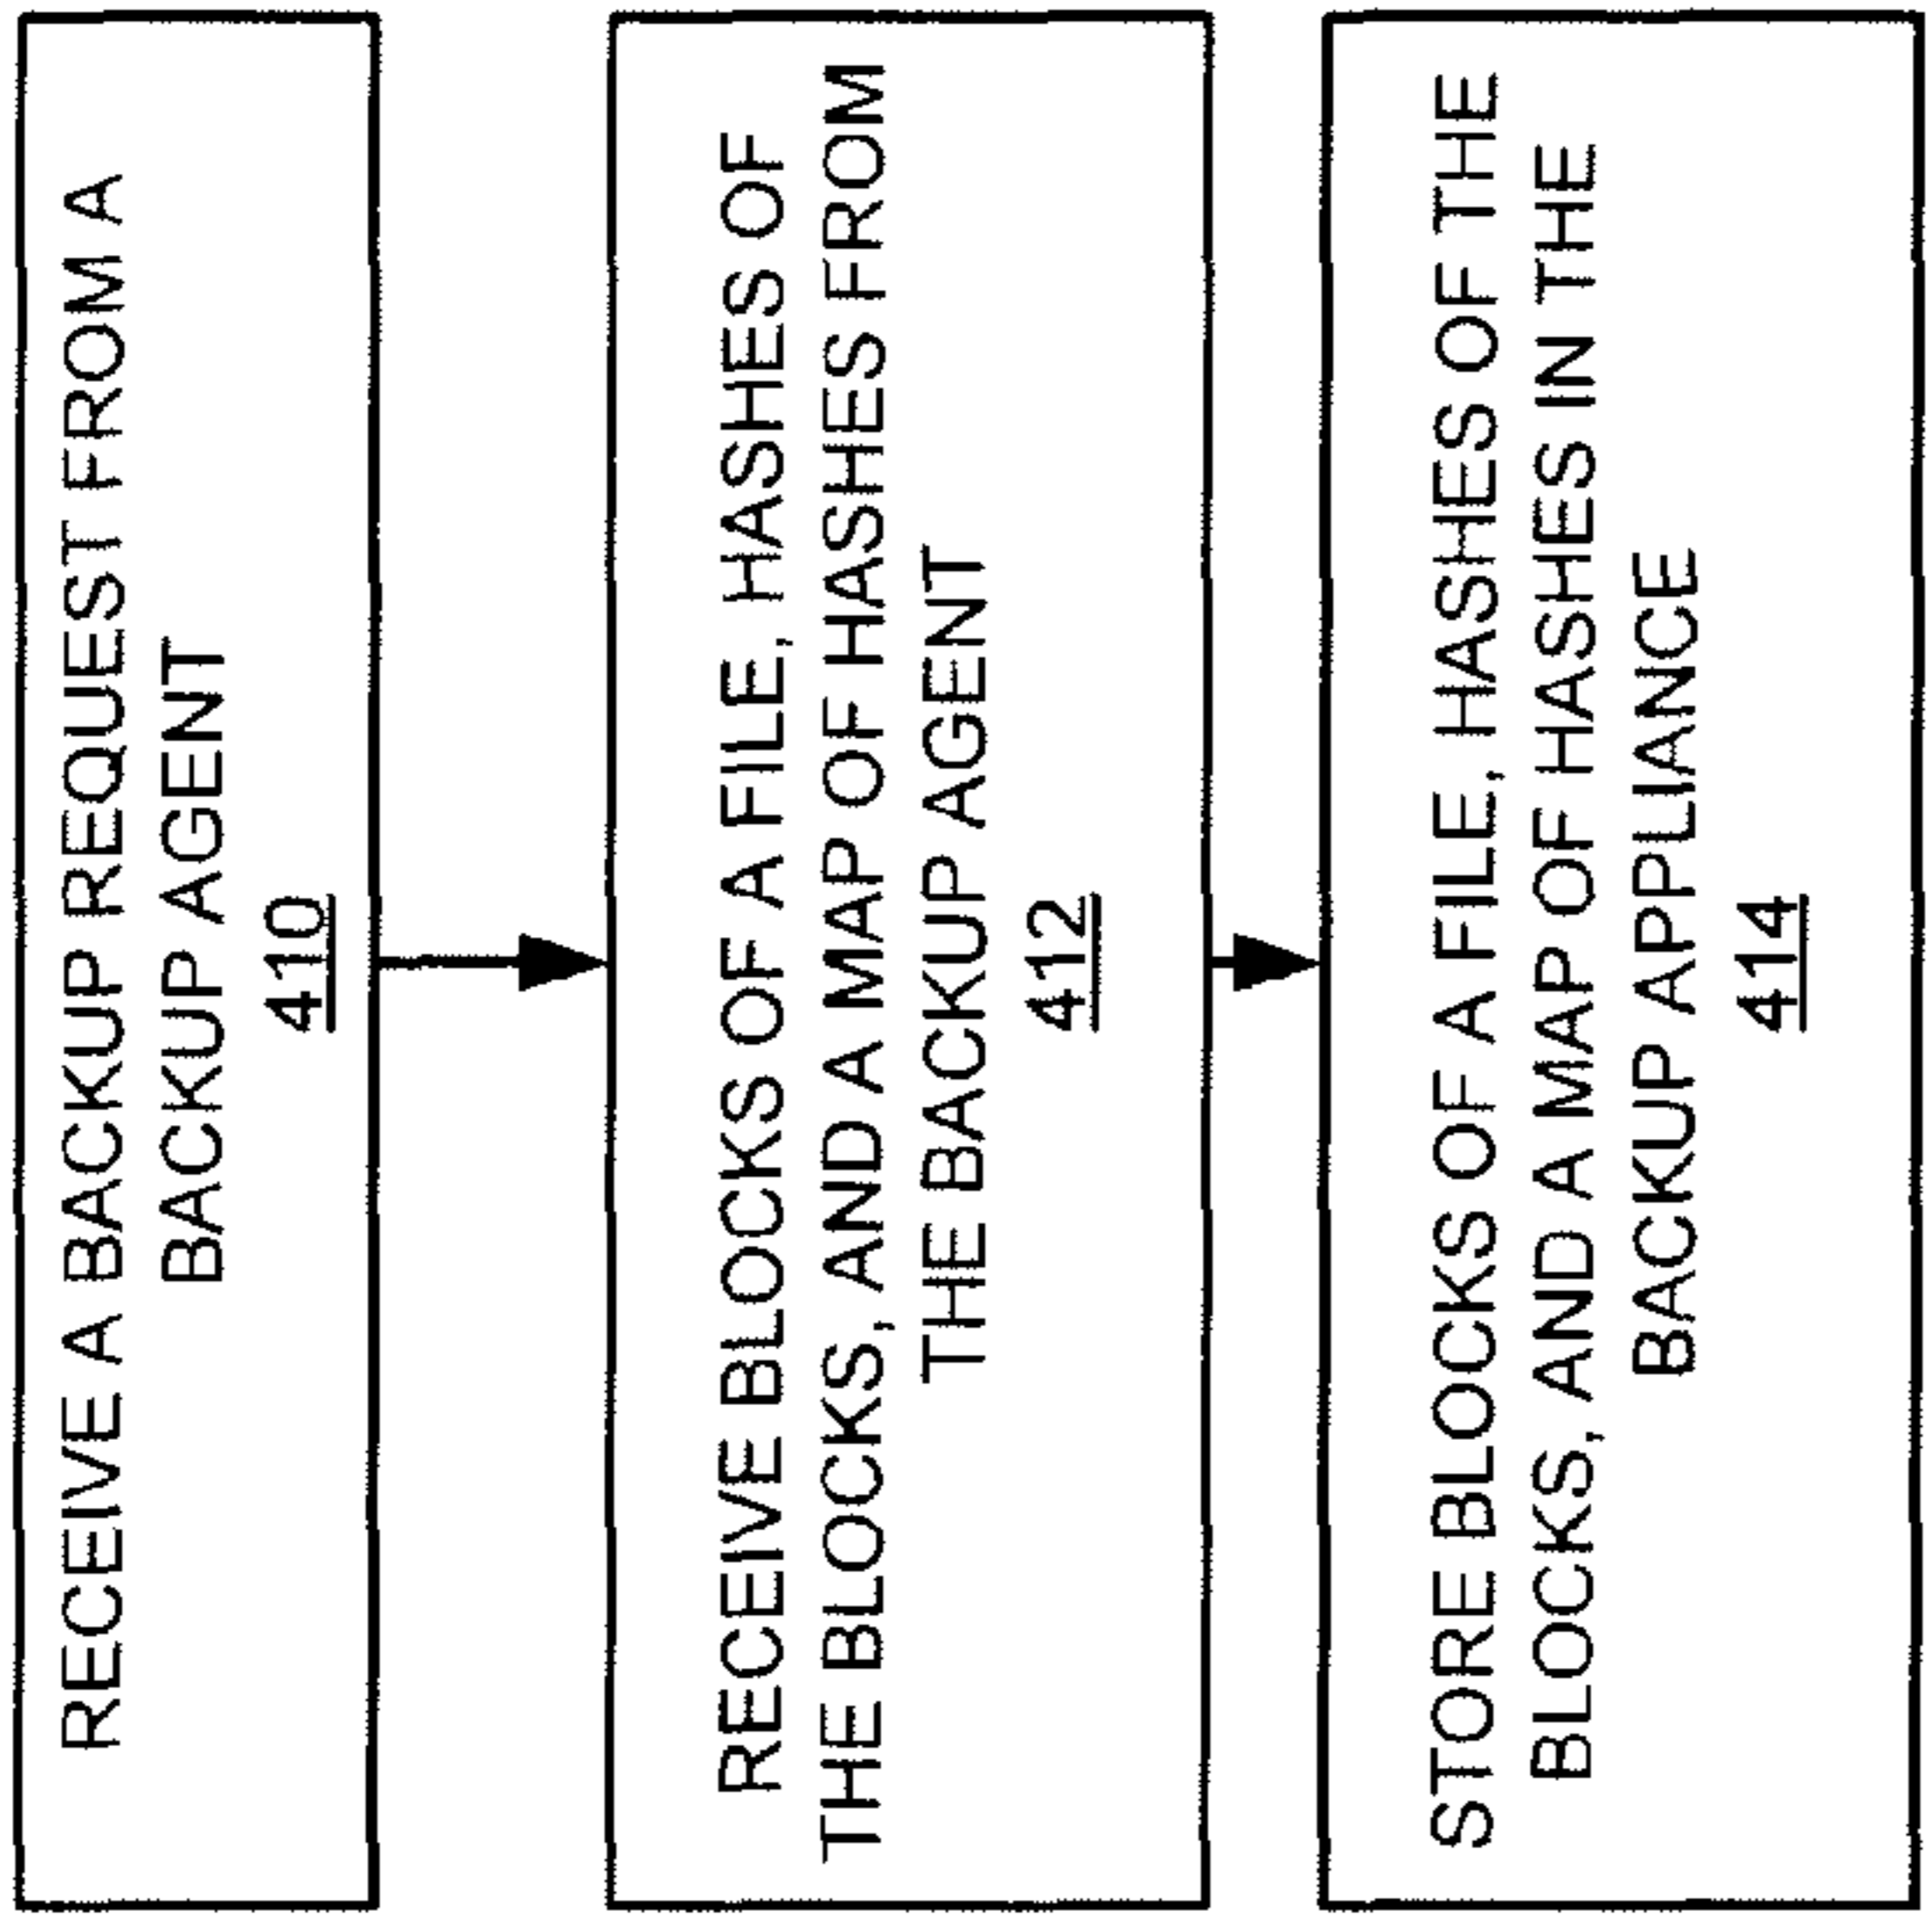 RECEIVE A BACKUP REQUEST FROM A
BACKUP AGENT
410
RECEIVE BLOCKS OF A FILE, HASHES OF
THE BLOCKS, AND A MAP OF HASHES FROM
THE BACKUP AGENT
412
STORE BLOCKS OF A FILE, HASHES OF THE
BLOCKS, AND A MAP OF HASHES IN THE
BACKUP APPLIANCE
414